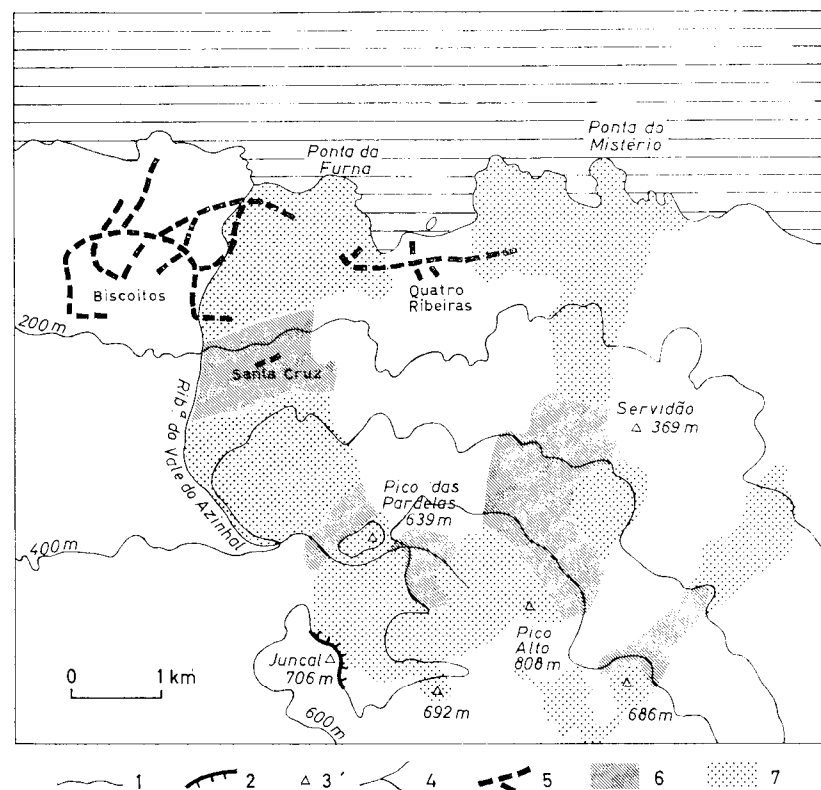 Ponta do
Mistério
Ponta da
Furna
Biscoitos
Quatro
Ribeiras
200 m
Santa Cruz
Servidão
369 m
Rib.ª do Vale do Azinhal
Pico das
Pardelas
639 m
400 m
Pico
Alto
808 m
Juncal
706 m
0 1 km
692 m
686 m
600 m
1 2 3 4 5 6 7